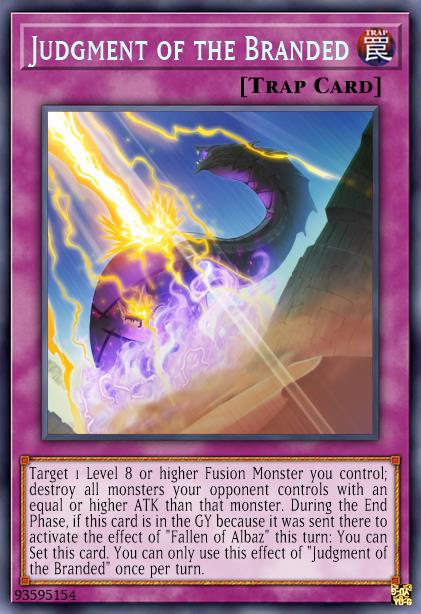 JUDGMENT OF THE BRANDED
TRAP
罠
[TRAP CARD]
Target 1 Level 8 or higher Fusion Monster you control;
destroy all monsters your opponent controls with an
equal or higher ATK than that monster. During the End
Phase, if this card is in the GY because it was sent there to
activate the effect of "Fallen of Albaz" this turn: You can
Set this card. You can only use this effect of "Judgment of
the Branded" once per turn.
93595154